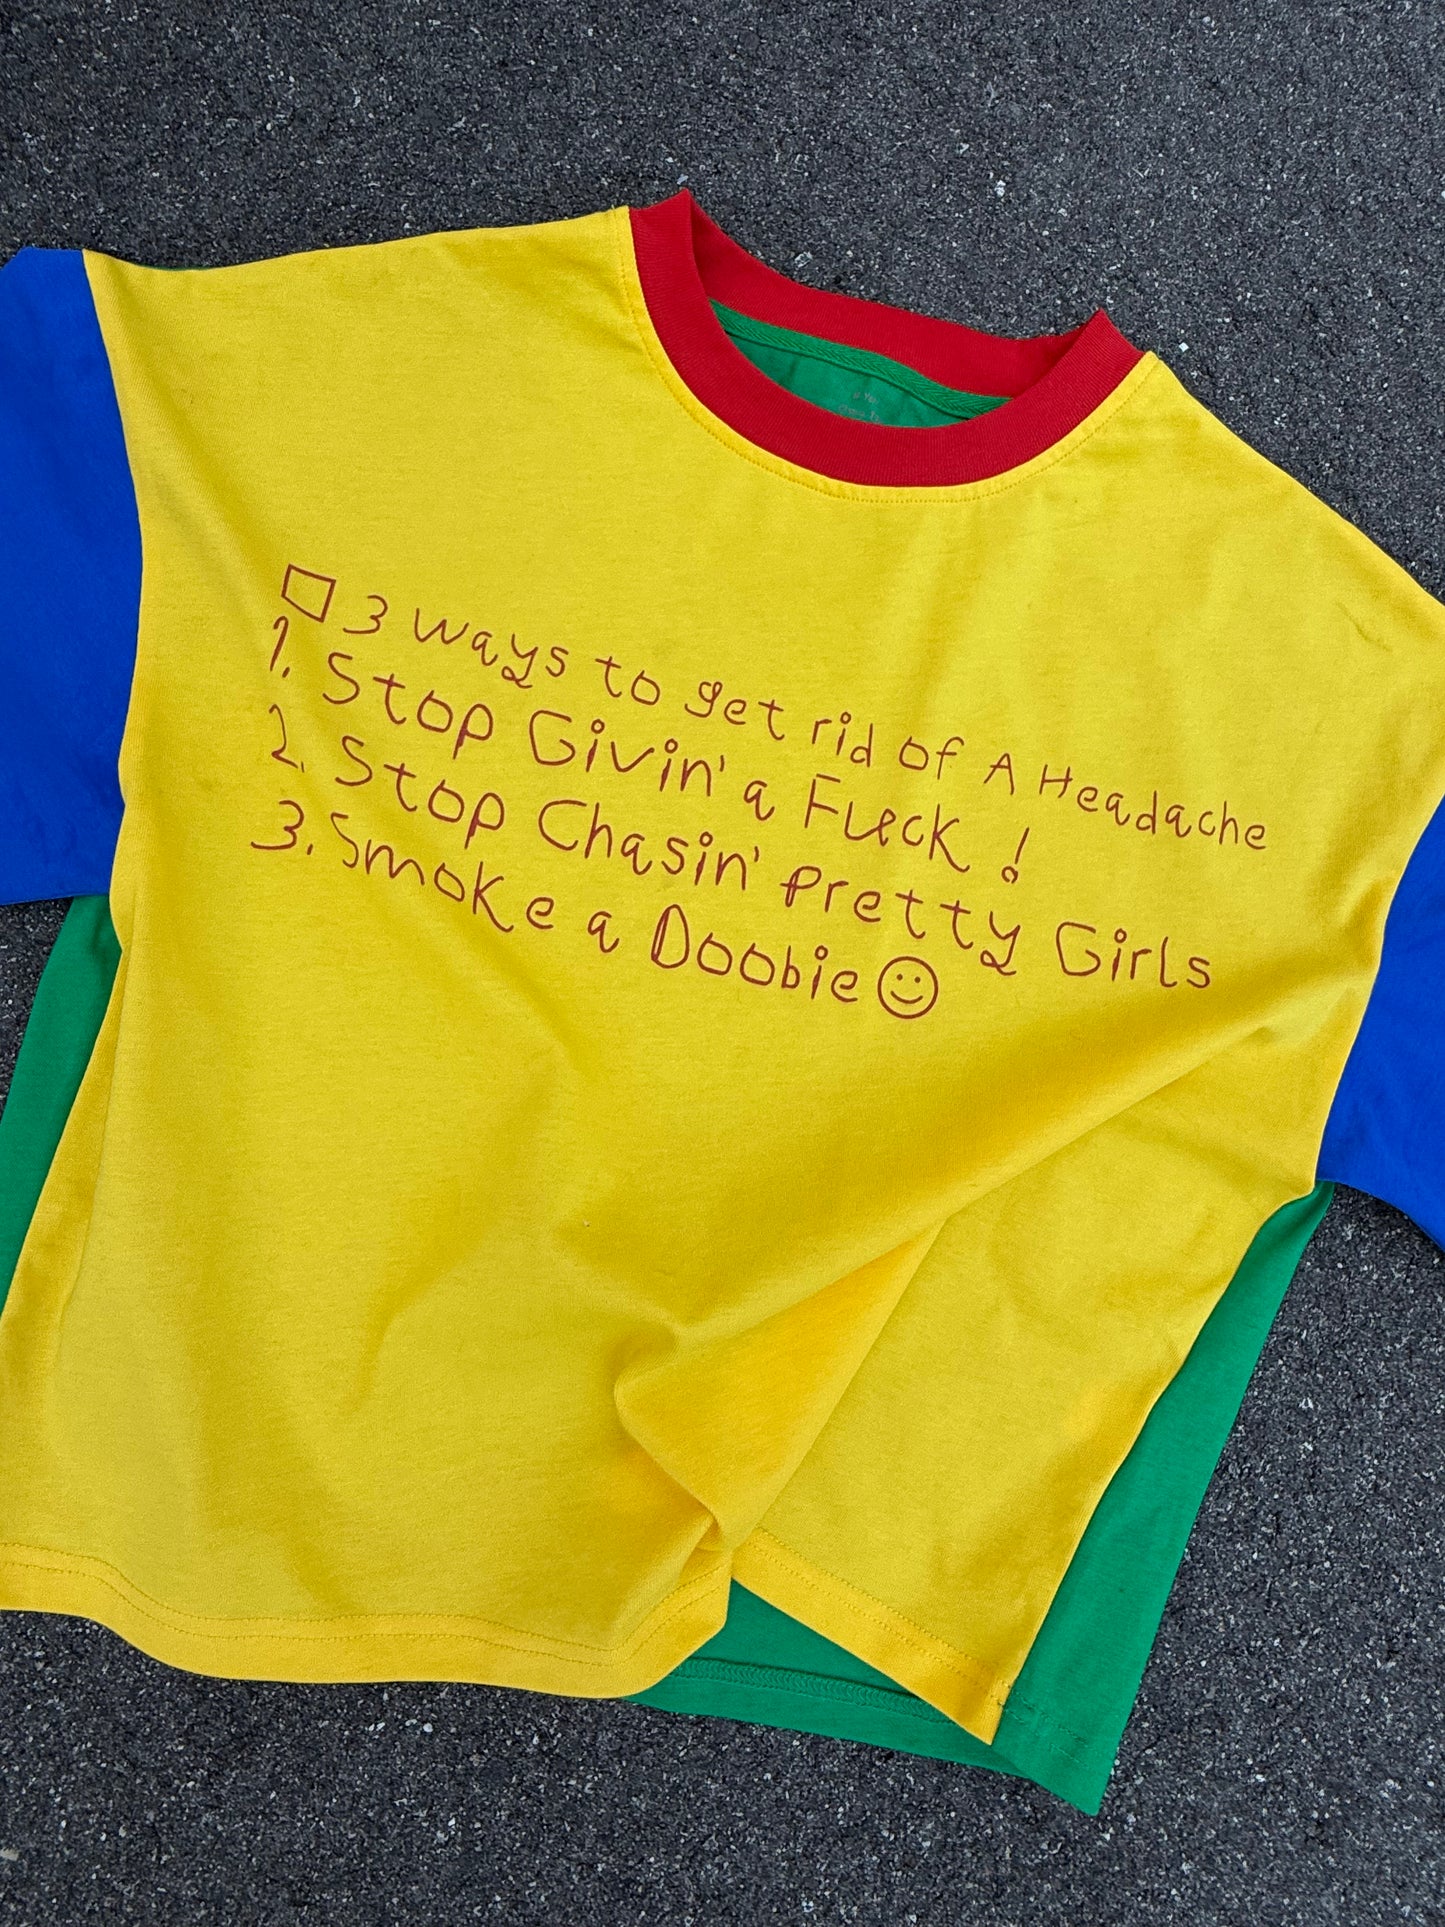 3 Ways to get rid of A Headache
1. Stop Givin' a Fuck !
2. Stop Chasin' Pretty Girls
3. Smoke a Doobie